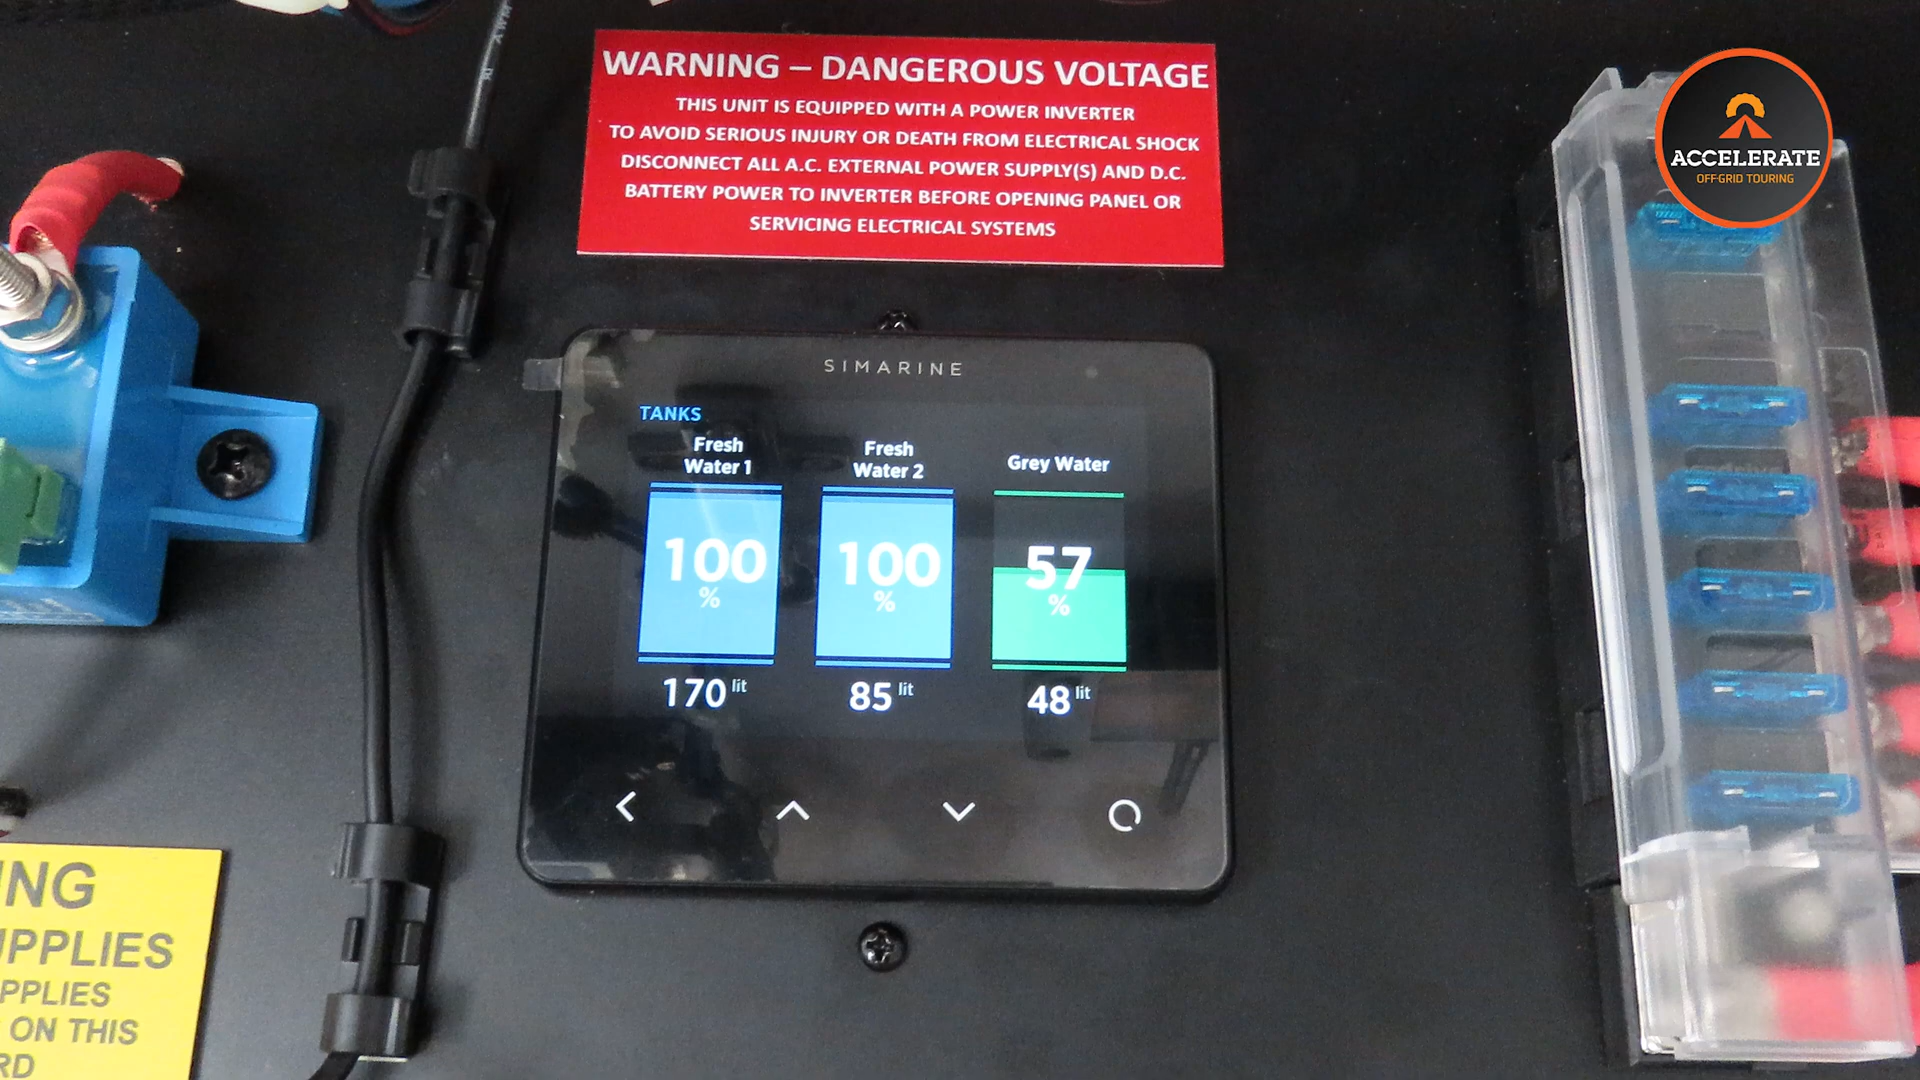 WARNING – DANGEROUS VOLTAGE
THIS UNIT IS EQUIPPED WITH A POWER INVERTER
TO AVOID SERIOUS INJURY OR DEATH FROM ELECTRICAL SHOCK
DISCONNECT ALL A.C. EXTERNAL POWER SUPPLY(S) AND D.C.
BATTERY POWER TO INVERTER BEFORE OPENING PANEL OR
SERVICING ELECTRICAL SYSTEMS
ACCELERATE
OFF-GRID TOURING
SIMARINE
TANKS
Fresh
Water 1
Fresh
Water 2
Grey Water
100
%
100
%
57
%
170 lit
85 lit
48 lit
ING
UPPLIES
PPLIES
ON THIS
RD